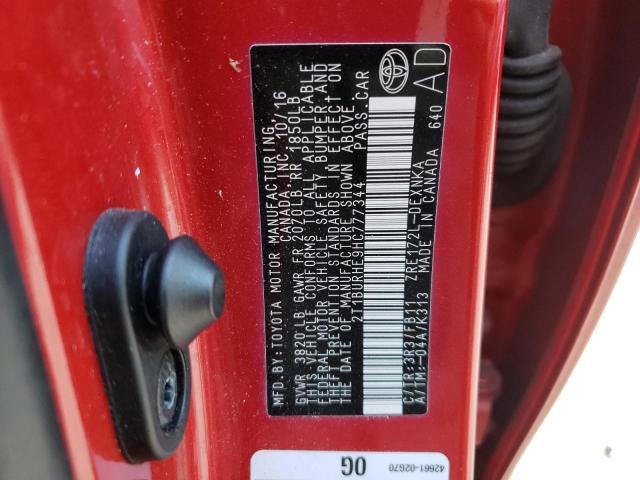 MFD.BY:TOYOTA MOTOR MANUFACTURING
CANADA, INC. 10/16
GVWR 3820LB GAWR FR 2070LB RR 1850LB
THIS VEHICLE CONFORMS TO ALL APPLICABLE
FEDERAL MOTOR VEHICLE SAFETY BUMPER, AND
THEFT PREVENTION STANDARDS IN EFFECT ON
THE DATE OF MANUFACTURE SHOWN ABOVE.
2T1BURHE9HC777344 PASS.CAR
C/TR:3R3/FB11 ZRE172L-DEXNKA
A/TM:-04A/K313 MADE IN CANADA 640
AD
0G
42661-02G70